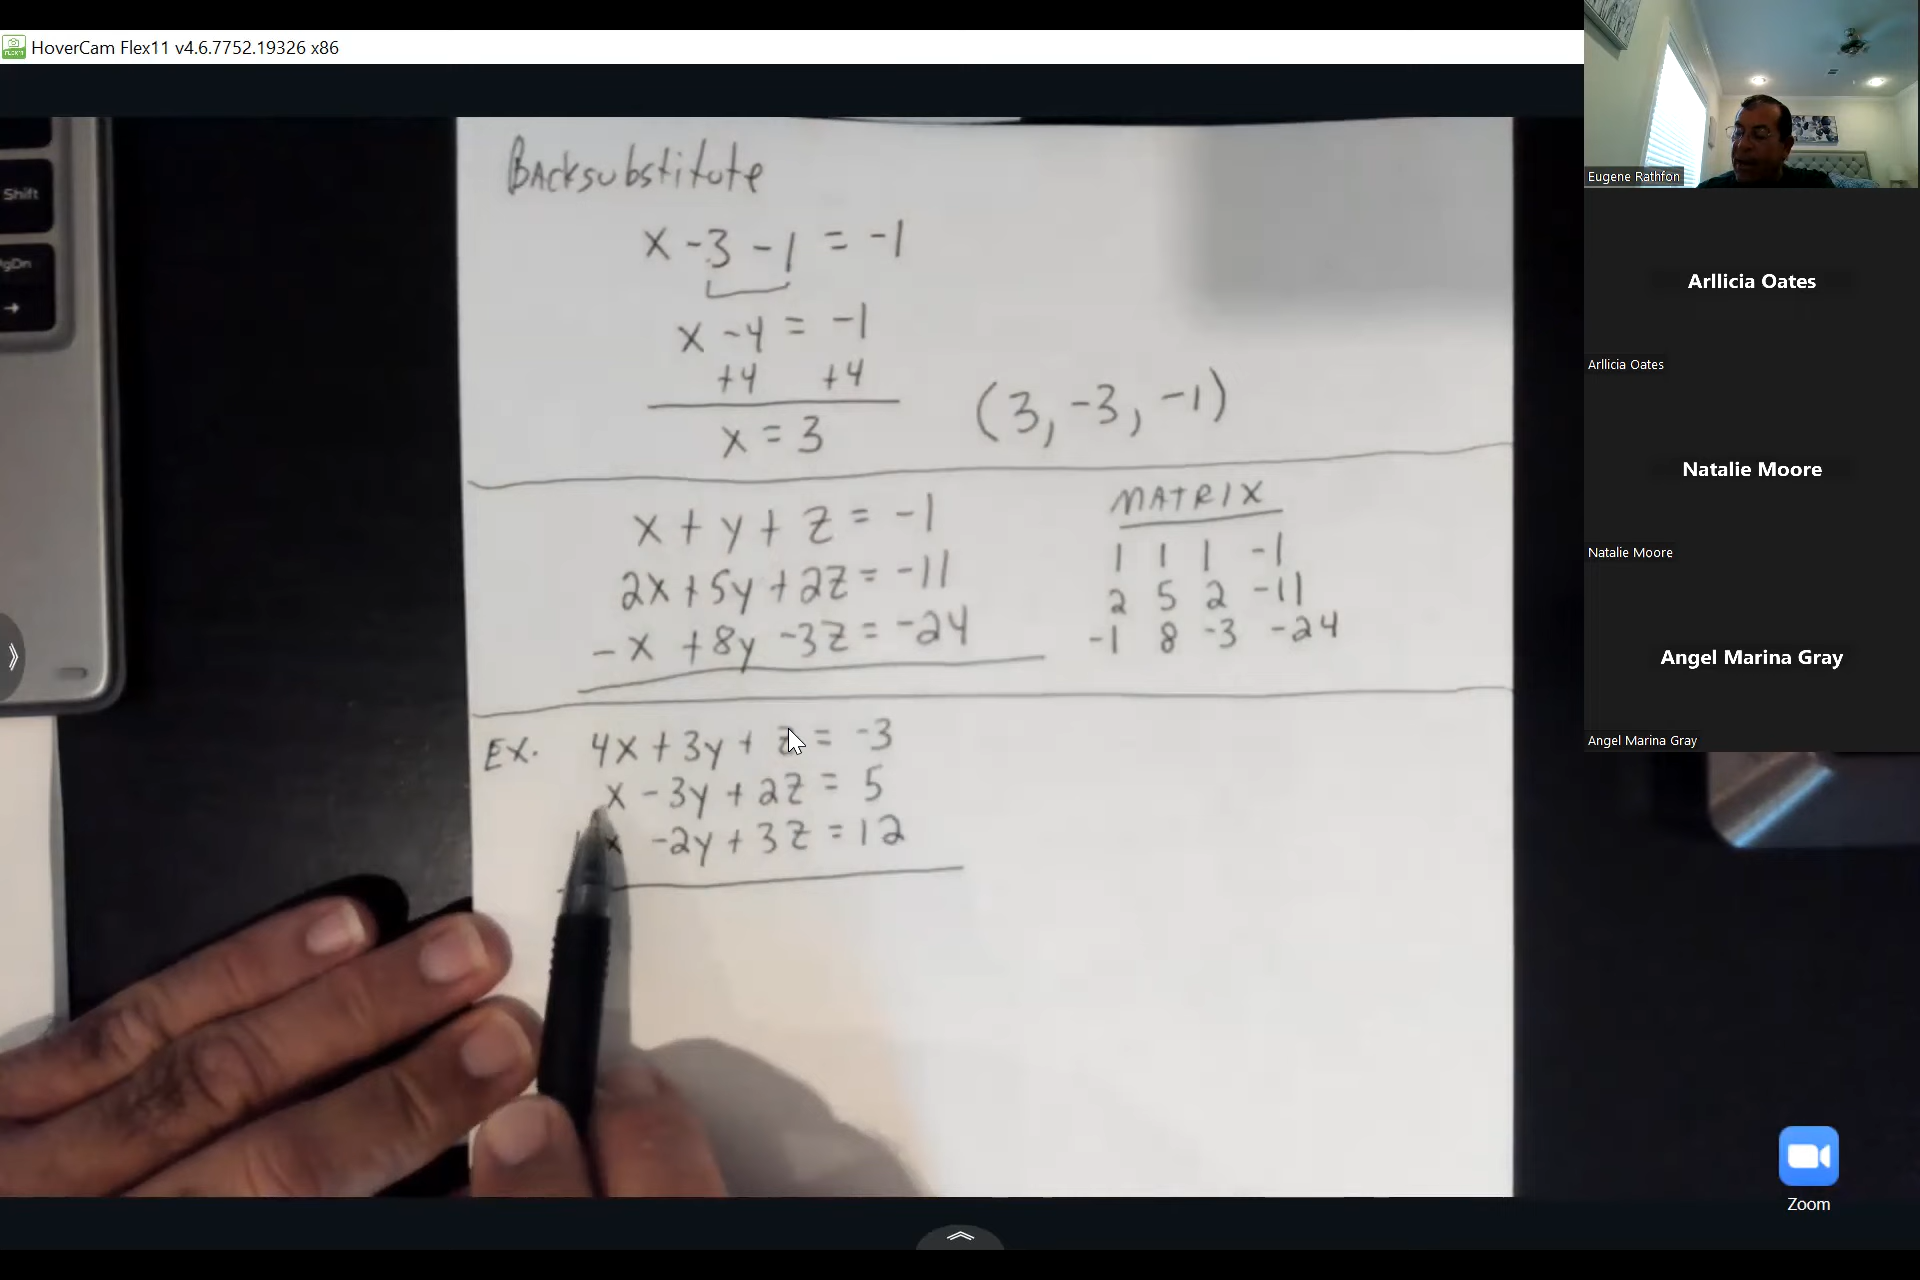 HoverCam Flex11 v4.6.7752.19326 x86
Backsubstitute
x -3 -1 = -1
x -4 = -1
+4 +4
x = 3
(3, -3, -1)
x + y + z = -1
2x + 5y + 2z = -11
-x + 8y -3z = -24
MATRIX
1 1 1 -1
2 5 2 -11
-1 8 -3 -24
EX. 4x + 3y + z = -3
x - 3y + 2z = 5
x -2y + 3z = 12
Shift
PgDn
Eugene Rathfon
Arllicia Oates
Arllicia Oates
Natalie Moore
Natalie Moore
Angel Marina Gray
Angel Marina Gray
Zoom